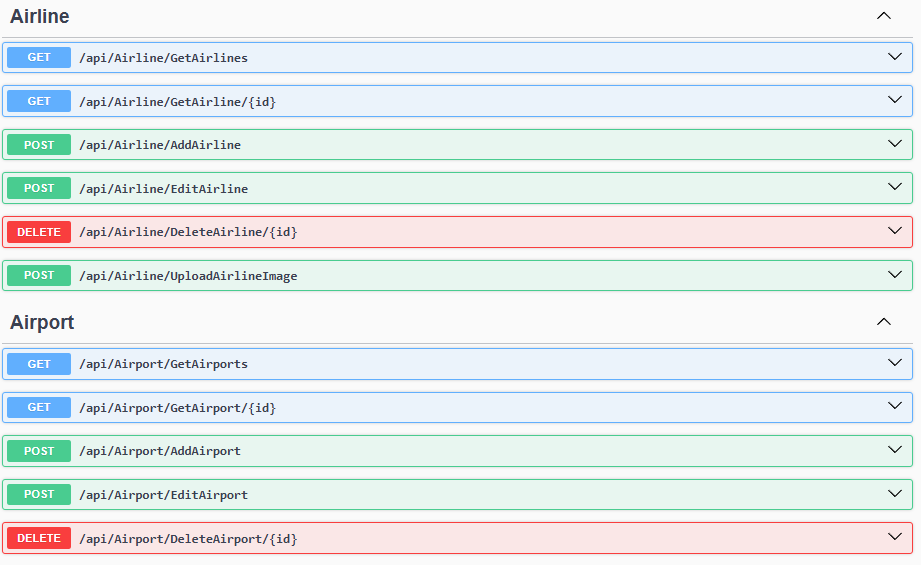 Airline
GET /api/Airline/GetAirlines
GET /api/Airline/GetAirline/{id}
POST /api/Airline/AddAirline
POST /api/Airline/EditAirline
DELETE /api/Airline/DeleteAirline/{id}
POST /api/Airline/UploadAirlineImage
Airport
GET /api/Airport/GetAirports
GET /api/Airport/GetAirport/{id}
POST /api/Airport/AddAirport
POST /api/Airport/EditAirport
DELETE /api/Airport/DeleteAirport/{id}